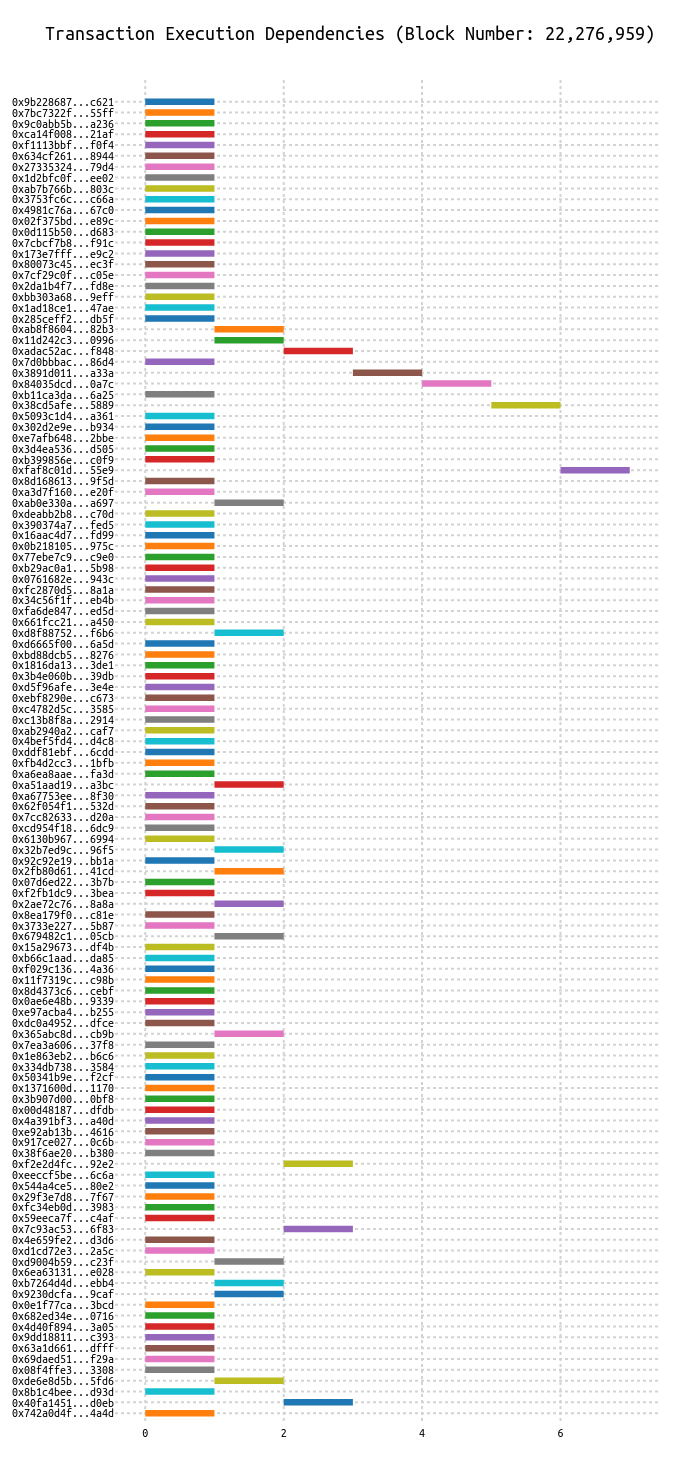 Transaction Execution Dependencies (Block Number: 22,276,959)
0x9b228687...c621
0x7bc7322f...55ff
0x9c0abb5b...a236
0xca14f008...21af
0xf1113bbf...f0f4
0x634cf261...8944
0x27335324...79d4
0x1d2bfc0f...ee02
0xab7b766b...803c
0x3753fc6c...c66a
0x4981c76a...67c0
0x02f375bd...e89c
0x0d115b50...d683
0x7cbcf7b8...f91c
0x173e7fff...e9c2
0x80073c45...ec3f
0x7cf29c0f...c05e
0x2da1b4f7...fd8e
0xbb303a68...9eff
0x1ad18ce1...47ae
0x285ceff2...db5f
0xab8f8604...82b3
0x11d242c3...0996
0xadac52ac...f848
0x7d0bbbac...86d4
0x3891d011...a33a
0x84035dcd...0a7c
0xb11ca3da...6a25
0x38cd5afe...5889
0x5093c1d4...a361
0x302d2e9e...b934
0xe7afb648...2bbe
0x3d4ea536...d505
0xb399856e...c0f9
0xfaf8c01d...55e9
0x8d168613...9f5d
0xa3d7f160...e20f
0xab0e330a...a697
0xdeabb2b8...c70d
0x390374a7...fed5
0x16aac4d7...fd99
0x0b218105...975c
0x77ebe7c9...c9e0
0xb29ac0a1...5b98
0x0761682e...943c
0xfc2870d5...8a1a
0x34c56f1f...eb4b
0xfa6de847...ed5d
0x661fcc21...a450
0xd8f88752...f6b6
0xd6665f00...6a5d
0xbd88dcb5...8276
0x1816da13...3de1
0x3b4e060b...39db
0xd5f96afe...3e4e
0xebf8290e...c673
0xc4782d5c...3585
0xc13b8f8a...2914
0xab2940a2...caf7
0x4bef5fd4...d4c8
0xddf81ebf...6cdd
0xfb4d2cc3...1bfb
0xa6ea8aae...fa3d
0xa51aad19...a3bc
0xa67753ee...8f30
0x62f054f1...532d
0x7cc82633...d20a
0xcd954f18...6dc9
0x6130b967...6994
0x32b7ed9c...96f5
0x92c92e19...bb1a
0x2fb80d61...41cd
0x07d6ed22...3b7b
0xf2fb1dc9...3bea
0x2ae72c76...8a8a
0x8ea179f0...c81e
0x3733e227...5b87
0x679482c1...05cb
0x15a29673...df4b
0xb66c1aad...da85
0xf029c136...4a36
0x11f7319c...c98b
0x8d4373c6...cebf
0x0ae6e48b...9339
0xe97acba4...b255
0xdc0a4952...dfce
0x365abc8d...cb9b
0x7ea3a606...37f8
0x1e863eb2...b6c6
0x334db738...3584
0x50341b9e...f2cf
0x1371600d...1170
0x3b907d00...0bf8
0x00d48187...dfdb
0x4a391bf3...a40d
0xe92ab13b...4616
0x917ce027...0c6b
0x38f6ae20...b380
0xf2e2d4fc...92e2
0xeeccf5be...6c6a
0x544a4ce5...80e2
0x29f3e7d8...7f67
0xfc34eb0d...3983
0x59eeca7f...c4af
0x7c93ac53...6f83
0x4e659fe2...d3d6
0xd1cd72e3...2a5c
0xd9004b59...c23f
0x6ea63131...e028
0xb7264d4d...ebb4
0x9230dcfa...9caf
0x0e1f77ca...3bcd
0x682ed34e...0716
0x4d40f894...3a05
0x9dd18811...c393
0x63a1d661...dfff
0x69daed51...f29a
0x08f4ffe3...3308
0xde6e8d5b...5fd6
0x8b1c4bee...d93d
0x40fa1451...d0eb
0x742a0d4f...4a4d
0 2 4 6